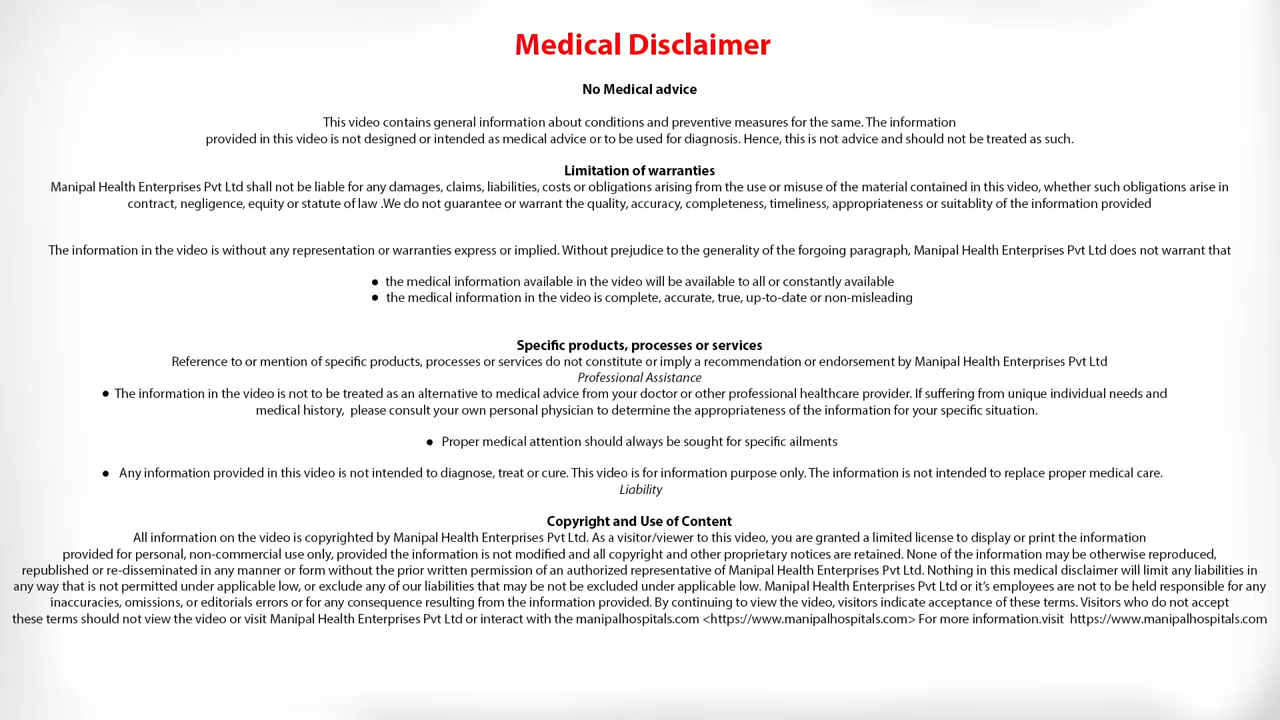 Medical Disclaimer
No Medical advice
This video contains general information about conditions and preventive measures for the same. The information
provided in this video is not designed or intended as medical advice or to be used for diagnosis. Hence, this is not advice and should not be treated as such.
Limitation of warranties
Manipal Health Enterprises Pvt Ltd shall not be liable for any damages, claims, liabilities, costs or obligations arising from the use or misuse of the material contained in this video, whether such obligations arise in
contract, negligence, equity or statute of law .We do not guarantee or warrant the quality, accuracy, completeness, timeliness, appropriateness or suitablity of the information provided
The information in the video is without any representation or warranties express or implied. Without prejudice to the generality of the forgoing paragraph, Manipal Health Enterprises Pvt Ltd does not warrant that
● the medical information available in the video will be available to all or constantly available
● the medical information in the video is complete, accurate, true, up-to-date or non-misleading
Specific products, processes or services
Reference to or mention of specific products, processes or services do not constitute or imply a recommendation or endorsement by Manipal Health Enterprises Pvt Ltd
Professional Assistance
● The information in the video is not to be treated as an alternative to medical advice from your doctor or other professional healthcare provider. If suffering from unique individual needs and
medical history, please consult your own personal physician to determine the appropriateness of the information for your specific situation.
● Proper medical attention should always be sought for specific ailments
● Any information provided in this video is not intended to diagnose, treat or cure. This video is for information purpose only. The information is not intended to replace proper medical care.
Liability
Copyright and Use of Content
All information on the video is copyrighted by Manipal Health Enterprises Pvt Ltd. As a visitor/viewer to this video, you are granted a limited license to display or print the information
provided for personal, non-commercial use only, provided the information is not modified and all copyright and other proprietary notices are retained. None of the information may be otherwise reproduced,
republished or re-disseminated in any manner or form without the prior written permission of an authorized representative of Manipal Health Enterprises Pvt Ltd. Nothing in this medical disclaimer will limit any liabilities in
any way that is not permitted under applicable low, or exclude any of our liabilities that may be not be excluded under applicable low. Manipal Health Enterprises Pvt Ltd or it's employees are not to be held responsible for any
inaccuracies, omissions, or editorials errors or for any consequence resulting from the information provided. By continuing to view the video, visitors indicate acceptance of these terms. Visitors who do not accept
these terms should not view the video or visit Manipal Health Enterprises Pvt Ltd or interact with the manipalhospitals.com <https://www.manipalhospitals.com> For more information.visit https://www.manipalhospitals.com